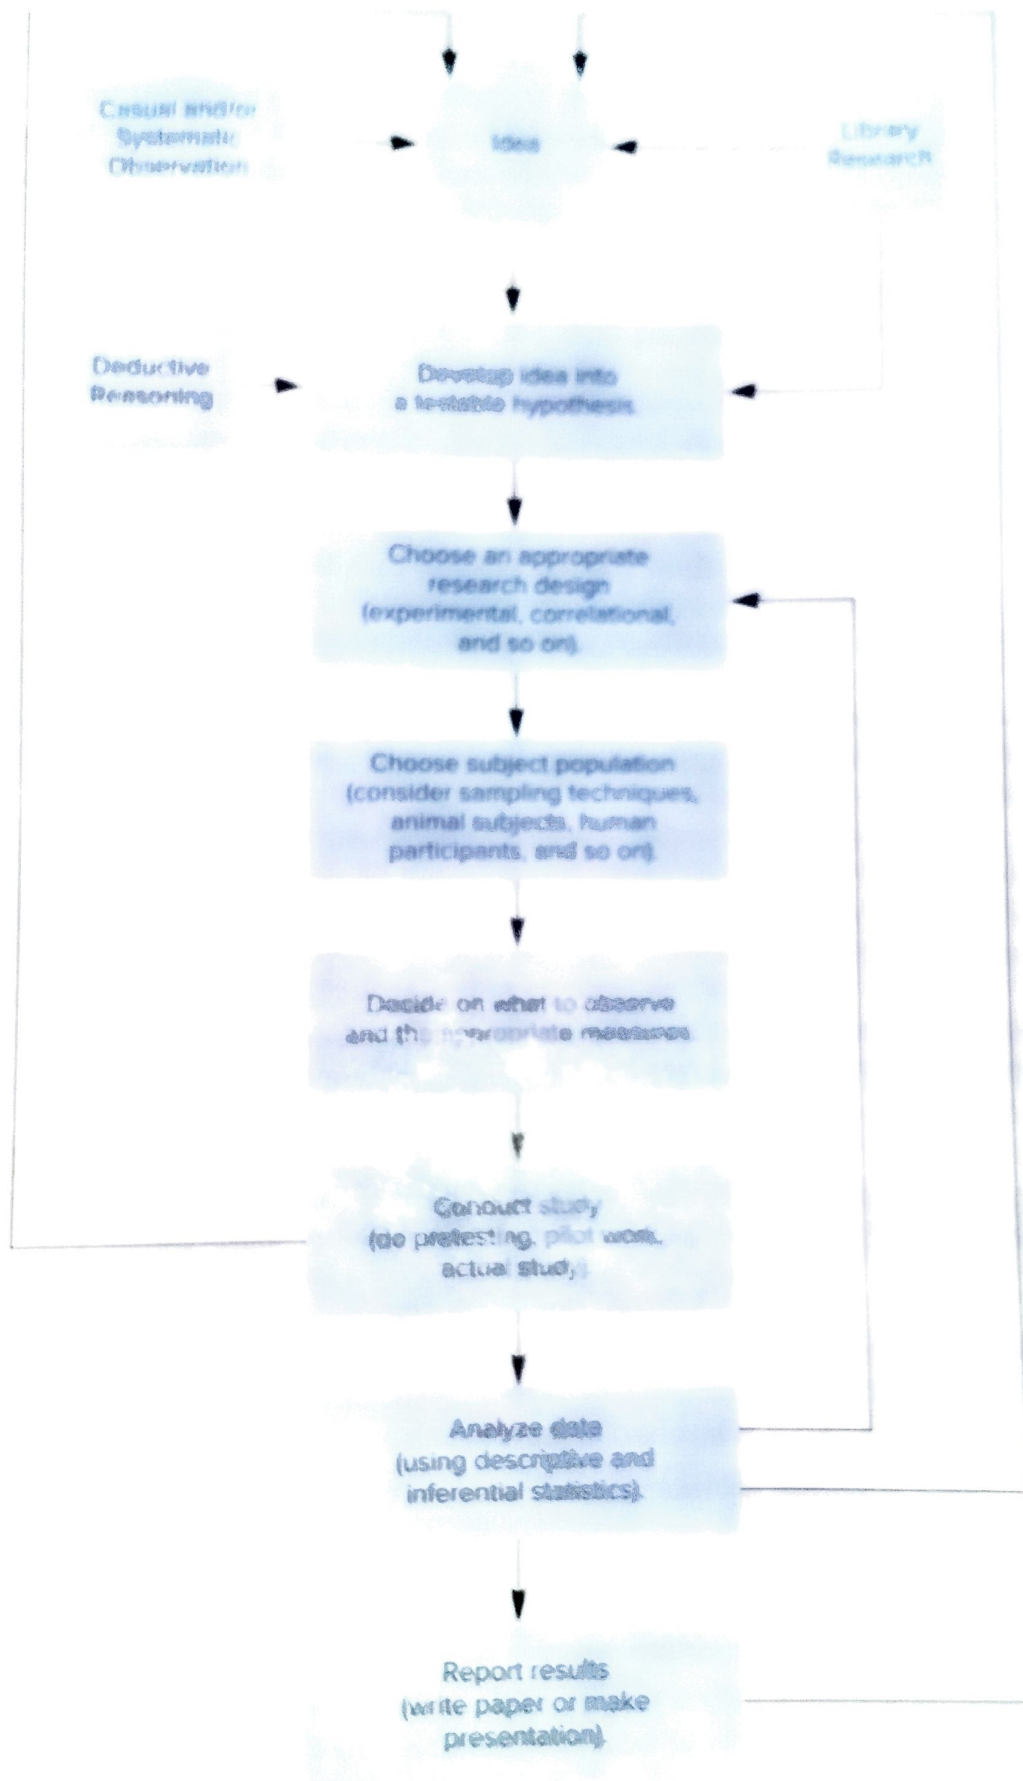 Casual and/or
Systematic
Observation
Idea
Library
Research
Deductive
Reasoning
Develop idea into
a testable hypothesis.
Choose an appropriate
research design
(experimental, correlational,
and so on).
Choose subject population
(consider sampling techniques,
animal subjects, human
participants, and so on).
Decide on what to observe
and the appropriate measures.
Conduct study
(do pretesting, pilot work,
actual study).
Analyze data
(using descriptive and
inferential statistics).
Report results
(write paper or make
presentation).